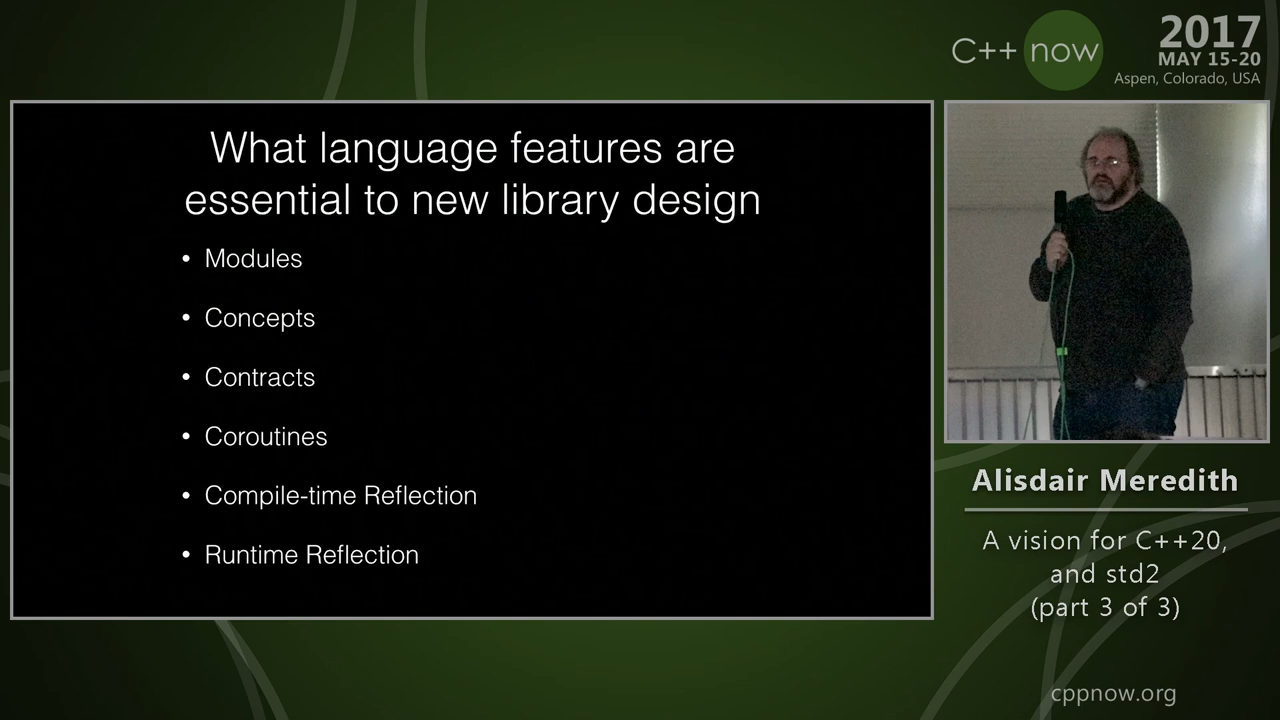 C++ now
2017
MAY 15-20
Aspen, Colorado, USA
What language features are
essential to new library design
• Modules
• Concepts
• Contracts
• Coroutines
• Compile-time Reflection
• Runtime Reflection
Alisdair Meredith
A vision for C++20,
and std2
(part 3 of 3)
cppnow.org